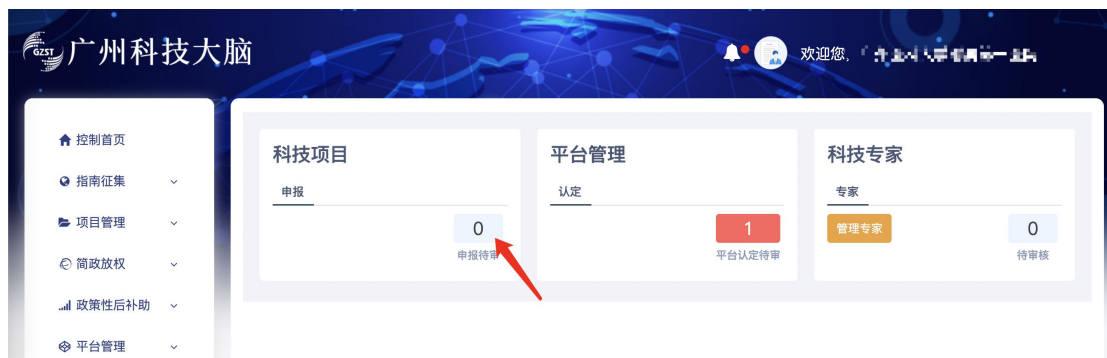 GZST 广州科技大脑
欢迎您,
控制首页
指南征集
项目管理
简政放权
政策性后补助
平台管理
科技项目
申报
0
申报待审
平台管理
认定
1
平台认定待审
科技专家
专家
管理专家
0
待审核